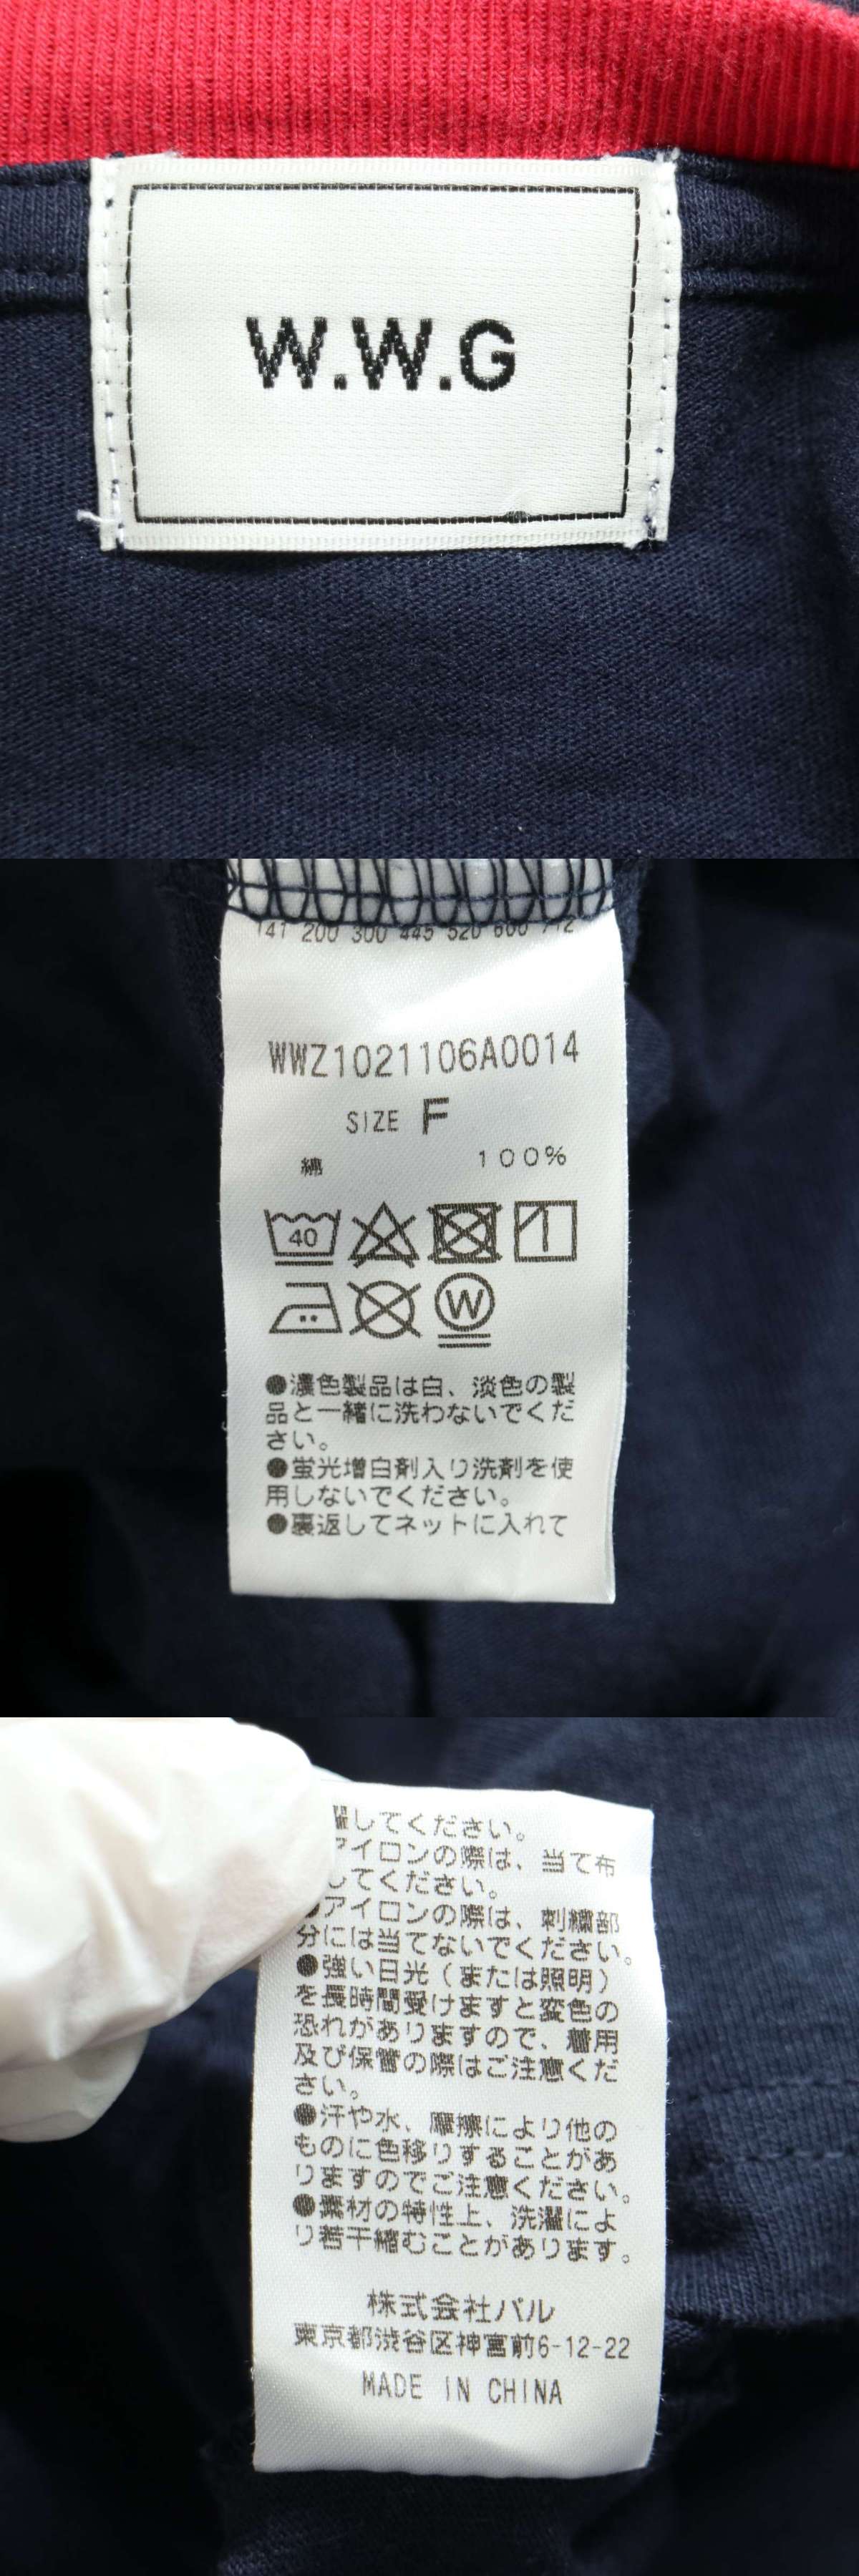 W.W.G
141 200 300 445 520 600 712
WWZ1021106A0014
SIZE F
綿 100%
40
W
●濃色製品は白、淡色の製
品と一緒に洗わないでくだ
さい。
●蛍光増白剤入り洗剤を使
用しないでください。
●裏返してネットに入れて
してください。
アイロンの際は、当て布
してください。
●アイロンの際は、刺繍部
分には当てないでください。
●強い日光(または照明)
を長時間受けますと変色の
恐れがありますので、着用
及び保管の際はご注意くだ
さい。
●汗や水、摩擦により他の
ものに色移りすることがあ
りますのでご注意ください。
●素材の特性上、洗濯によ
り若干縮むことがあります。
株式会社パル
東京都渋谷区神宮前6-12-22
MADE IN CHINA